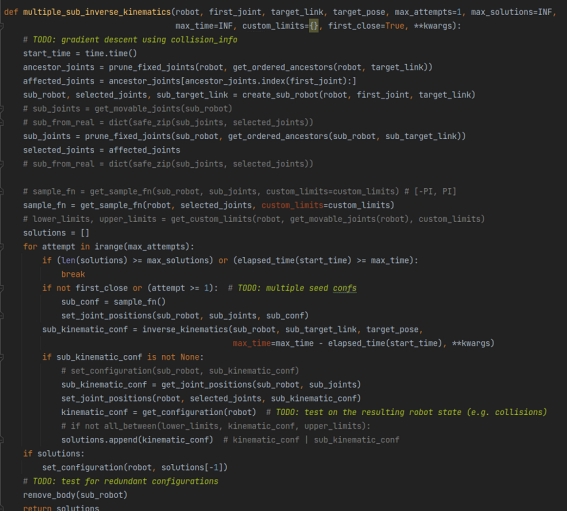 def multiple_sub_inverse_kinematics(robot, first_joint, target_link, target_pose, max_attempts=1, max_solutions=INF,
                                    max_time=INF, custom_limits={}, first_close=True, **kwargs):
    # TODO: gradient descent using collision_info
    start_time = time.time()
    ancestor_joints = prune_fixed_joints(robot, get_ordered_ancestors(robot, target_link))
    affected_joints = ancestor_joints[ancestor_joints.index(first_joint):]
    sub_robot, selected_joints, sub_target_link = create_sub_robot(robot, first_joint, target_link)
    # sub_joints = get_movable_joints(sub_robot)
    # sub_from_real = dict(safe_zip(sub_joints, selected_joints))
    sub_joints = prune_fixed_joints(sub_robot, get_ordered_ancestors(sub_robot, sub_target_link))
    selected_joints = affected_joints
    # sub_from_real = dict(safe_zip(sub_joints, selected_joints))

    # sample_fn = get_sample_fn(sub_robot, sub_joints, custom_limits=custom_limits) # [-PI, PI]
    sample_fn = get_sample_fn(robot, selected_joints, custom_limits=custom_limits)
    # lower_limits, upper_limits = get_custom_limits(robot, get_movable_joints(robot), custom_limits)
    solutions = []
    for attempt in irange(max_attempts):
        if (len(solutions) >= max_solutions) or (elapsed_time(start_time) >= max_time):
            break
        if not first_close or (attempt >= 1):  # TODO: multiple seed confs
            sub_conf = sample_fn()
            set_joint_positions(sub_robot, sub_joints, sub_conf)
        sub_kinematic_conf = inverse_kinematics(sub_robot, sub_target_link, target_pose,
                                                max_time=max_time - elapsed_time(start_time), **kwargs)
        if sub_kinematic_conf is not None:
            # set_configuration(sub_robot, sub_kinematic_conf)
            sub_kinematic_conf = get_joint_positions(sub_robot, sub_joints)
            set_joint_positions(robot, selected_joints, sub_kinematic_conf)
            kinematic_conf = get_configuration(robot)  # TODO: test on the resulting robot state (e.g. collisions)
            # if not all_between(lower_limits, kinematic_conf, upper_limits):
            solutions.append(kinematic_conf)  # kinematic_conf | sub_kinematic_conf
    if solutions:
        set_configuration(robot, solutions[-1])
    # TODO: test for redundant configurations
    remove_body(sub_robot)
    return solutions